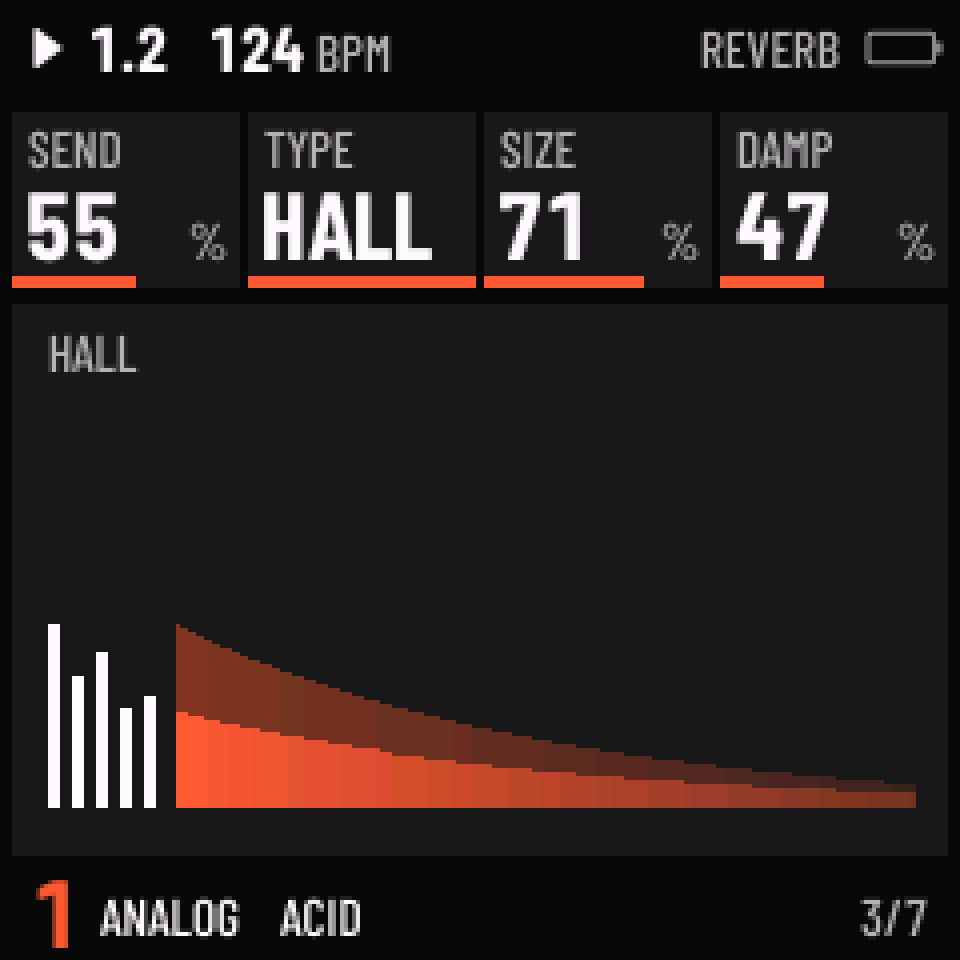 1.2 124 BPM REVERB
SEND TYPE SIZE DAMP
55 % HALL 71 % 47 %
HALL
1 ANALOG ACID 3/7